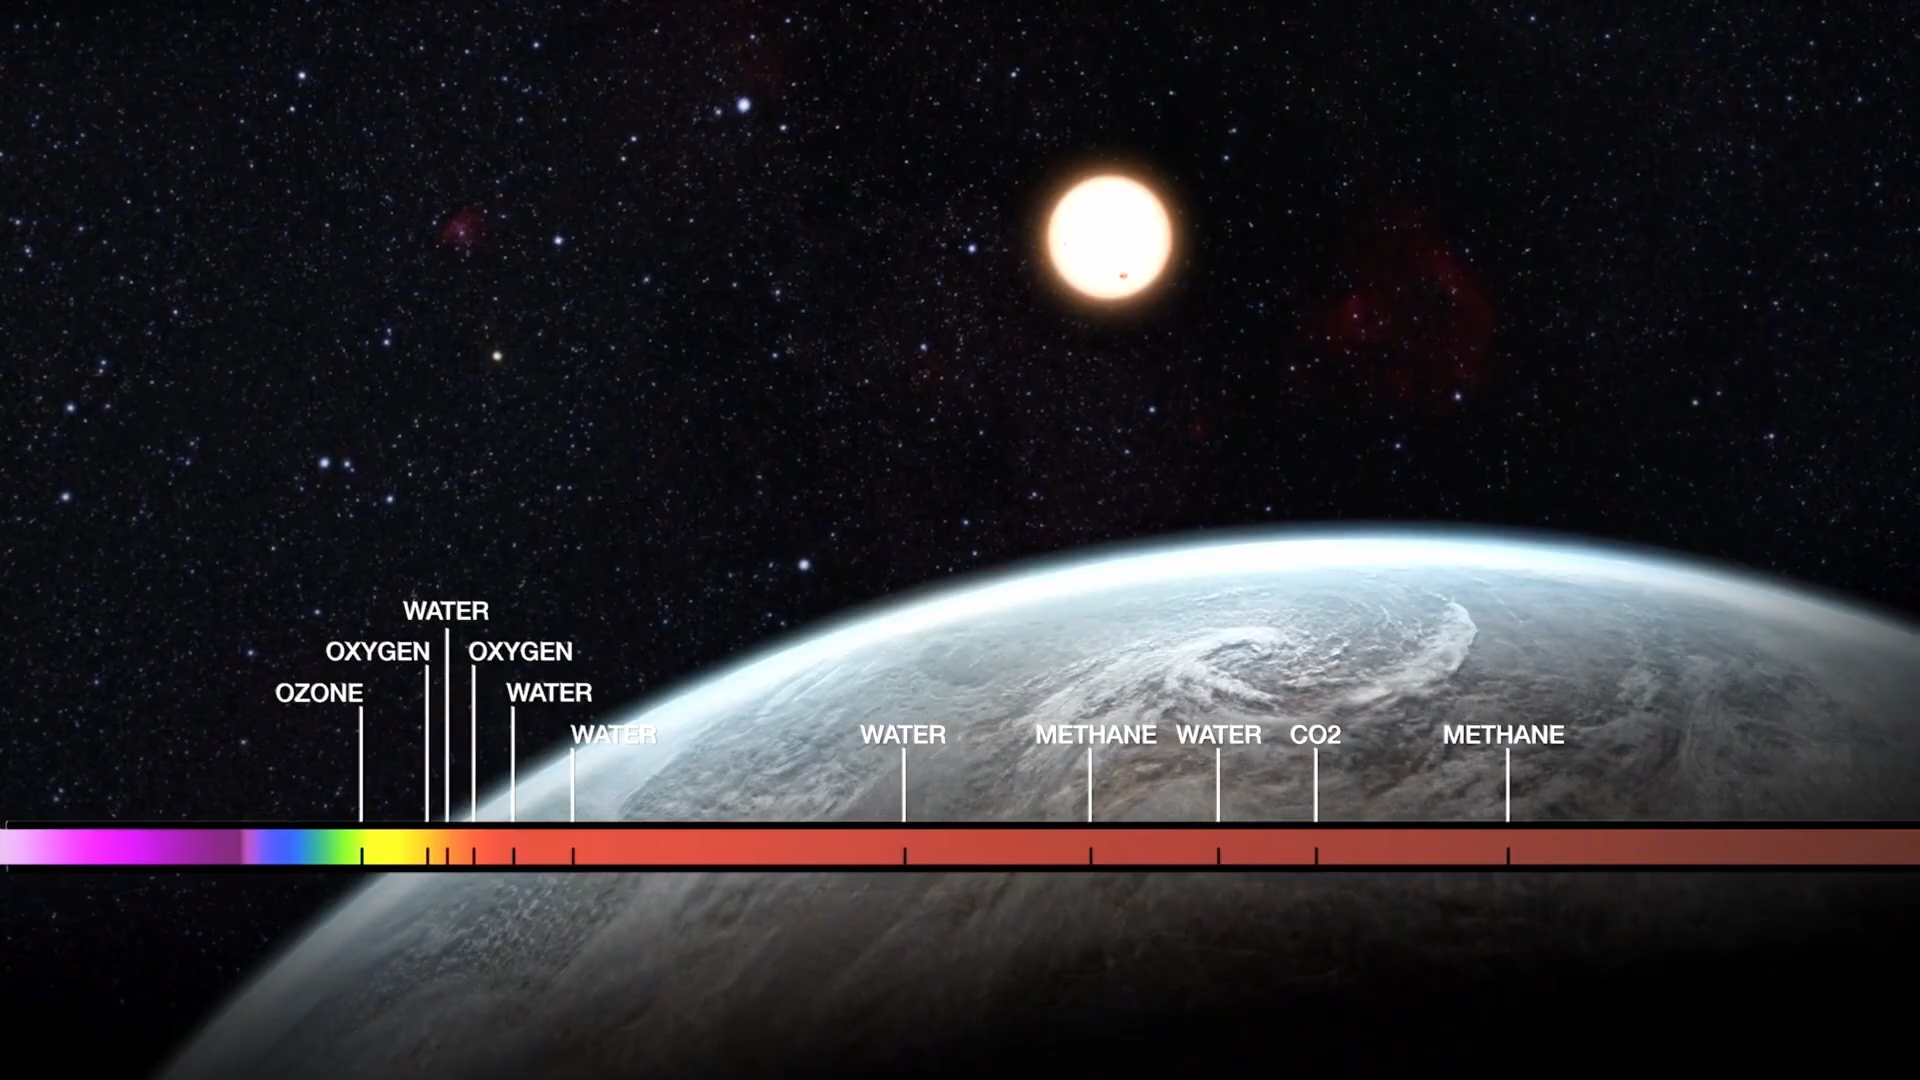 WATER
OXYGEN OXYGEN
OZONE WATER
WATER WATER METHANE WATER CO2 METHANE